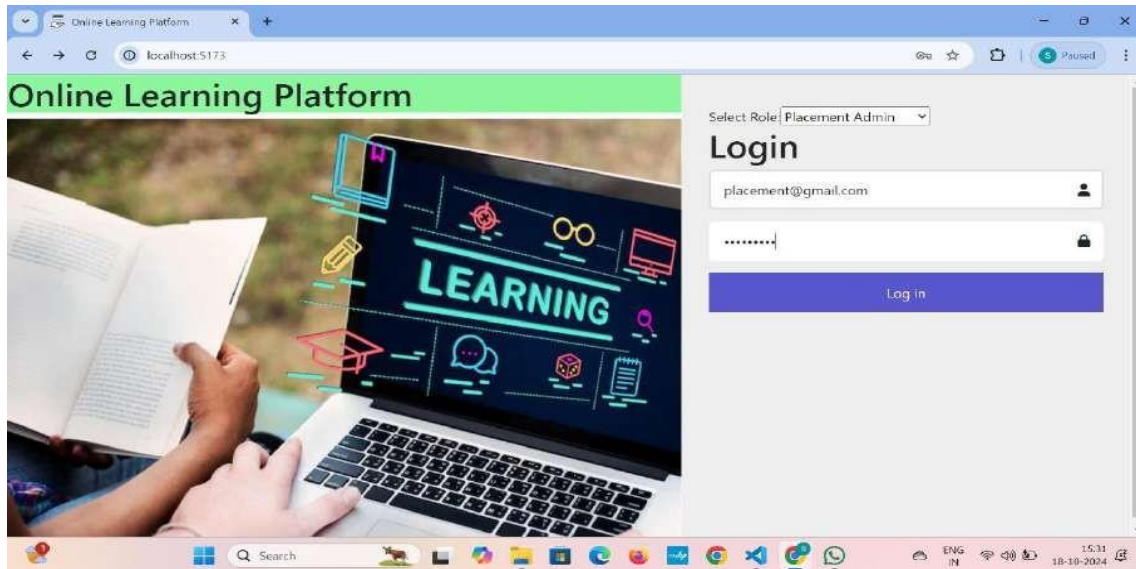 Online Learning Platform
localhost:5173
S Paused
Online Learning Platform
LEARNING
Select Role: Placement Admin
Login
placement@gmail.com
•••••••••
Log in
Search
ENG
IN
15:31
18-10-2024